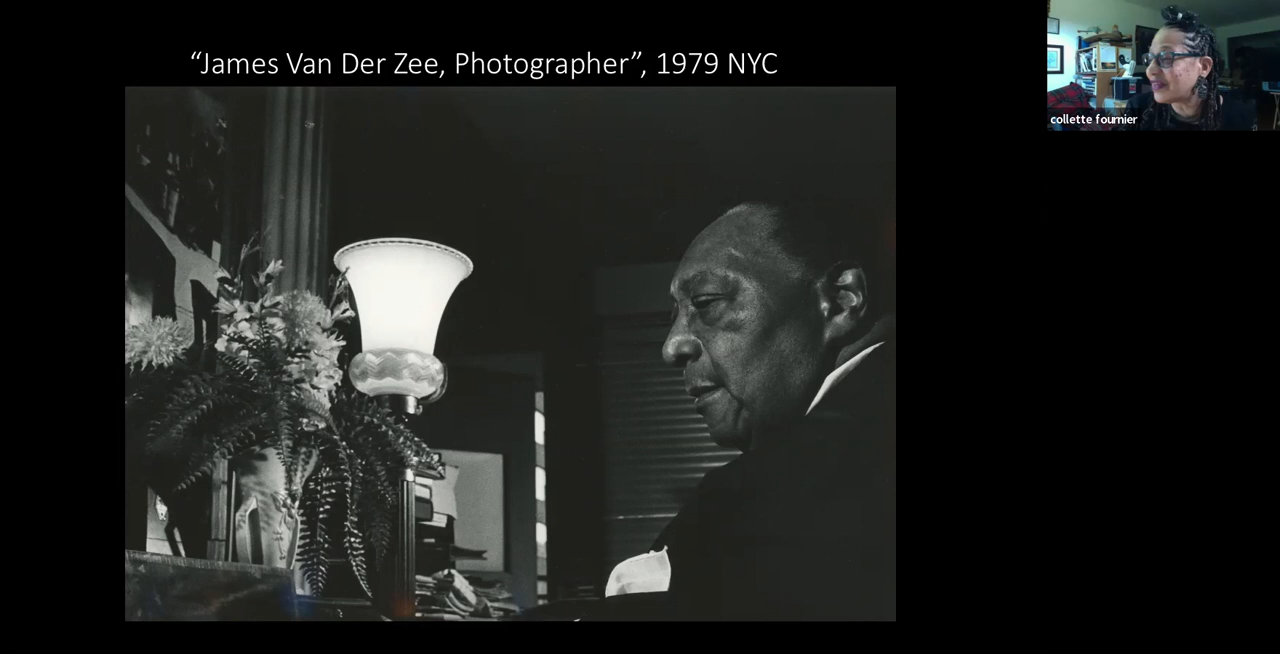 “James Van Der Zee, Photographer”, 1979 NYC
collette fournier